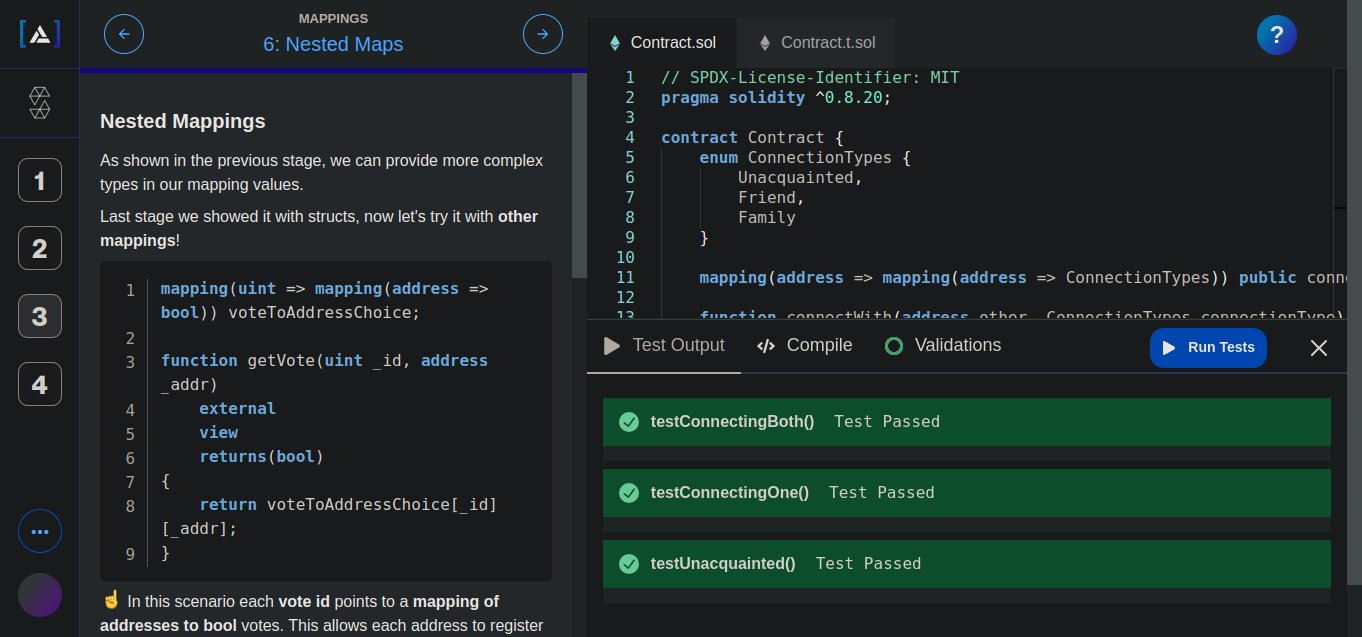 MAPPINGS
6: Nested Maps
1
2
3
4
Nested Mappings
As shown in the previous stage, we can provide more complex
types in our mapping values.
Last stage we showed it with structs, now let's try it with other
mappings!
1 mapping(uint => mapping(address =>
bool)) voteToAddressChoice;
2
3 function getVote(uint _id, address
_addr)
4 external
5 view
6 returns(bool)
7 {
8 return voteToAddressChoice[_id]
[_addr];
9 }
☝ In this scenario each vote id points to a mapping of
addresses to bool votes. This allows each address to register
Contract.sol
Contract.t.sol
?
1 // SPDX-License-Identifier: MIT
2 pragma solidity ^0.8.20;
3
4 contract Contract {
5 enum ConnectionTypes {
6 Unacquainted,
7 Friend,
8 Family
9 }
10
11 mapping(address => mapping(address => ConnectionTypes)) public conne
12
13 function connectWith(address other, ConnectionTypes connectionType)
Test Output
Compile
Validations
Run Tests
testConnectingBoth() Test Passed
testConnectingOne() Test Passed
testUnacquainted() Test Passed